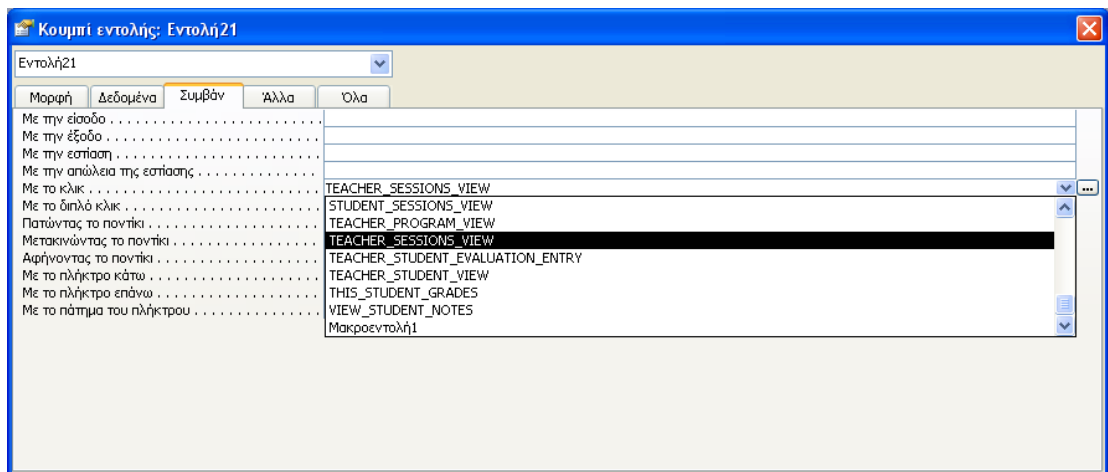 Κουμπί εντολής: Εντολή21
Εντολή21
Μορφή Δεδομένα Συμβάν Άλλα Όλα
Με την είσοδο . . . . . . . . . . . . . . . . . . . . . . . . .
Με την έξοδο . . . . . . . . . . . . . . . . . . . . . . . . .
Με την εστίαση . . . . . . . . . . . . . . . . . . . . . . . .
Με την απώλεια της εστίασης . . . . . . . . . . . . . .
Με το κλικ . . . . . . . . . . . . . . . . . . . . . . . . . . . TEACHER_SESSIONS_VIEW ...
Με το διπλό κλικ . . . . . . . . . . . . . . . . . . . . . . STUDENT_SESSIONS_VIEW
Πατώντας το ποντίκι . . . . . . . . . . . . . . . . . . . . TEACHER_PROGRAM_VIEW
Μετακινώντας το ποντίκι . . . . . . . . . . . . . . . . . TEACHER_SESSIONS_VIEW
Αφήνοντας το ποντίκι . . . . . . . . . . . . . . . . . . . TEACHER_STUDENT_EVALUATION_ENTRY
Με το πλήκτρο κάτω . . . . . . . . . . . . . . . . . . . . TEACHER_STUDENT_VIEW
Με το πλήκτρο επάνω . . . . . . . . . . . . . . . . . . . THIS_STUDENT_GRADES
Με το πάτημα του πλήκτρου . . . . . . . . . . . . . . . VIEW_STUDENT_NOTES
Μακροεντολή1